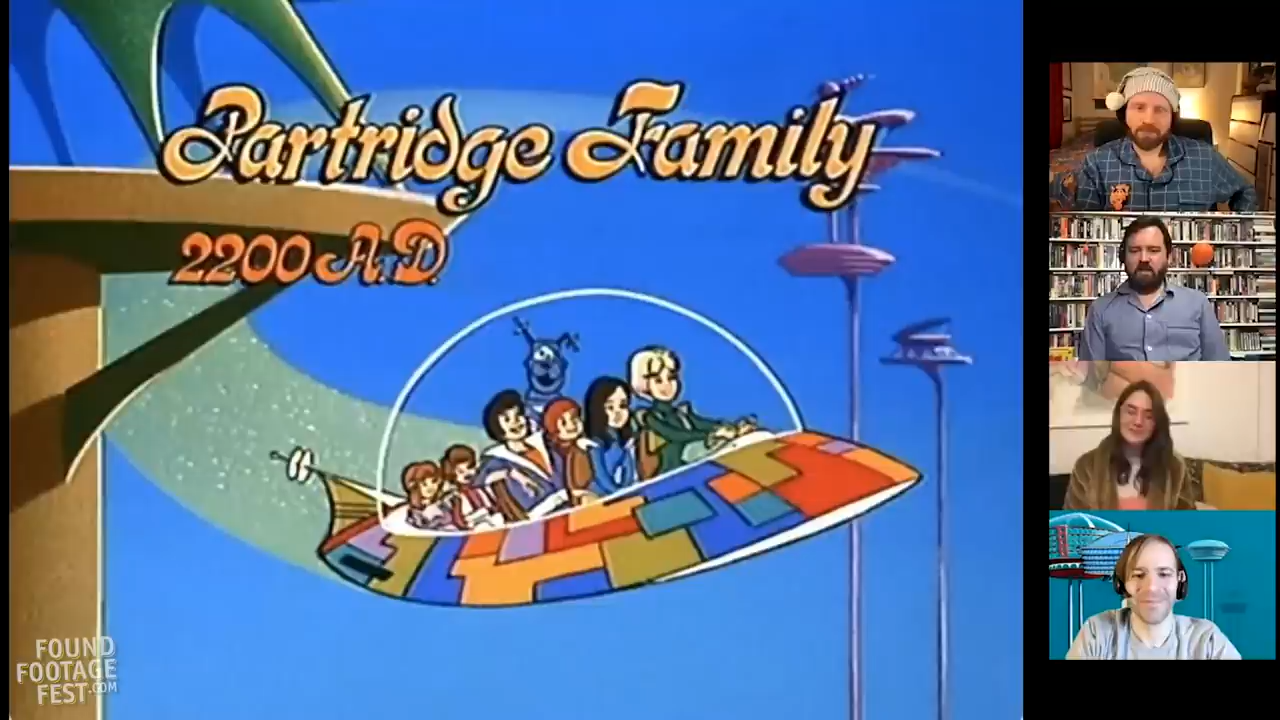 Partridge Family
2200 A.D.
FOUND
FOOTAGE
FEST.COM